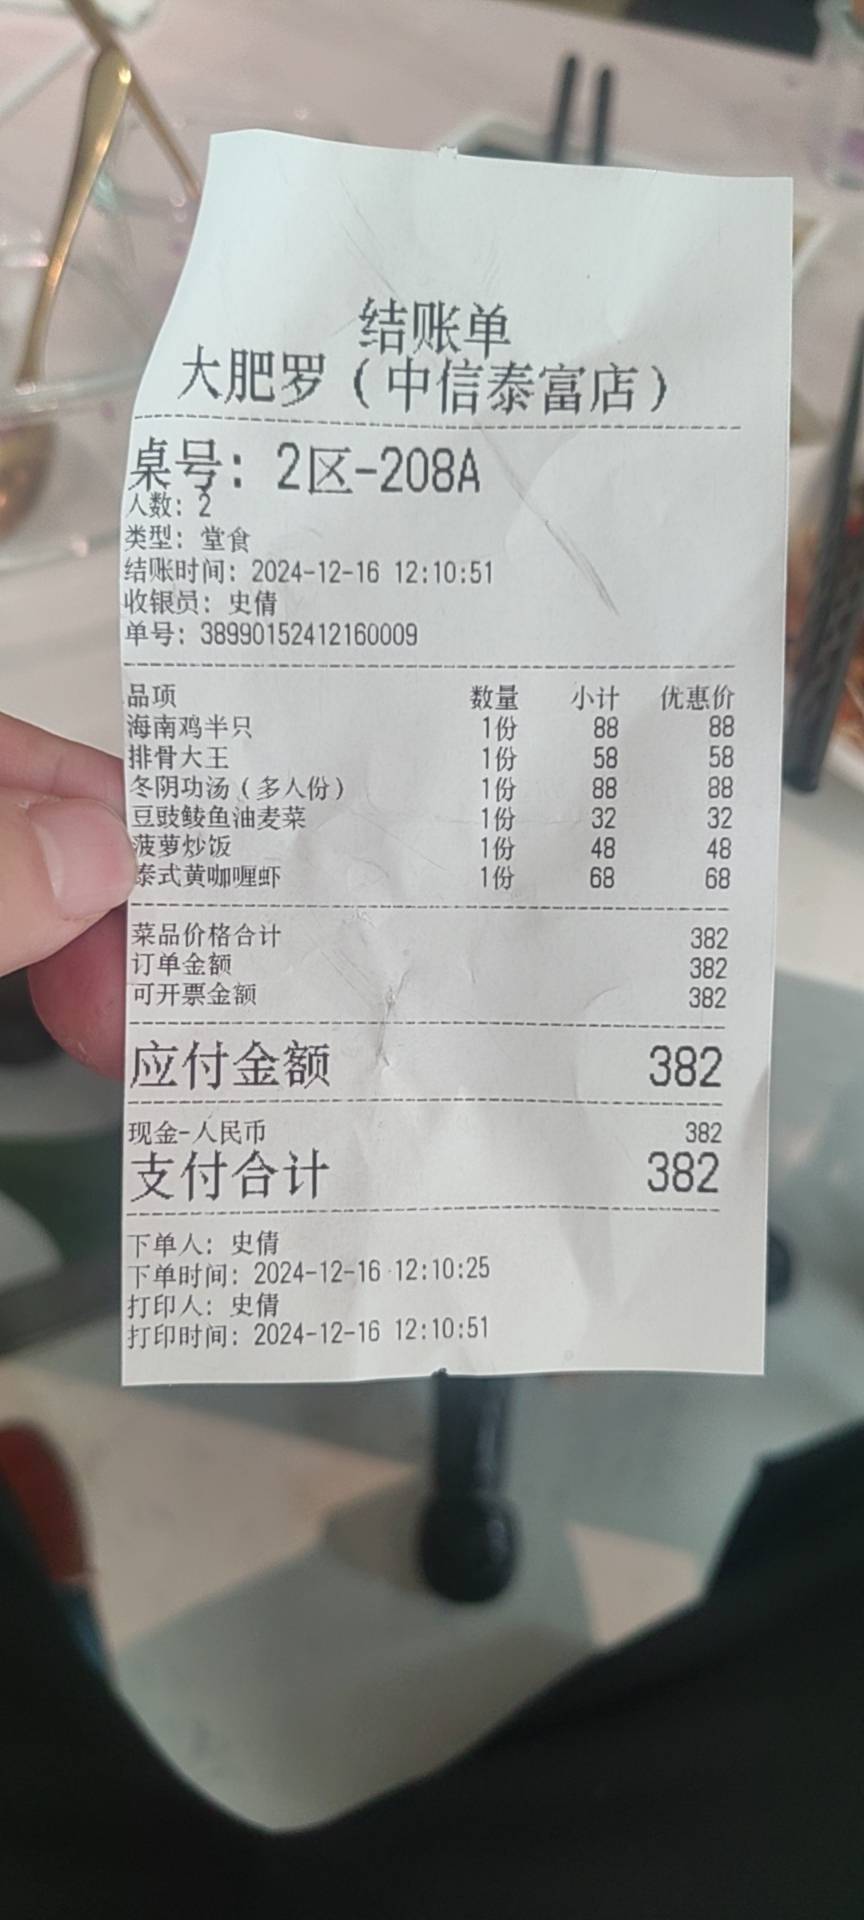 结账单
大肥罗（中信泰富店）
桌号：2区-208A
人数：2
类型：堂食
结账时间：2024-12-16 12:10:51
收银员：史倩
单号：38990152412160009
品项 数量 小计 优惠价
海南鸡半只 1份 88 88
排骨大王 1份 58 58
冬阴功汤（多人份） 1份 88 88
豆豉鲮鱼油麦菜 1份 32 32
菠萝炒饭 1份 48 48
泰式黄咖喱虾 1份 68 68
菜品价格合计 382
订单金额 382
可开票金额 382
应付金额 382
现金-人民币 382
支付合计 382
下单人：史倩
下单时间：2024-12-16 12:10:25
打印人：史倩
打印时间：2024-12-16 12:10:51